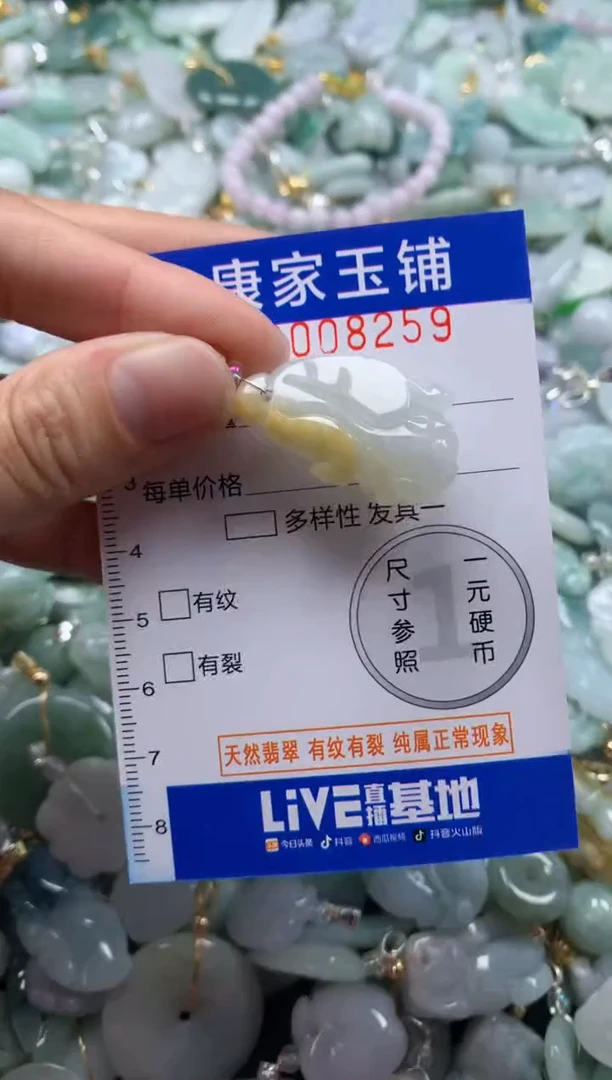 康家玉铺
008259
3
每单价格
多样性 发其一
4
尺寸参照
一元硬币
1
5
有纹
有裂
6
天然翡翠 有纹有裂 纯属正常现象
7
LiVE直播基地
8
今日头条 抖音 西瓜视频 抖音火山版